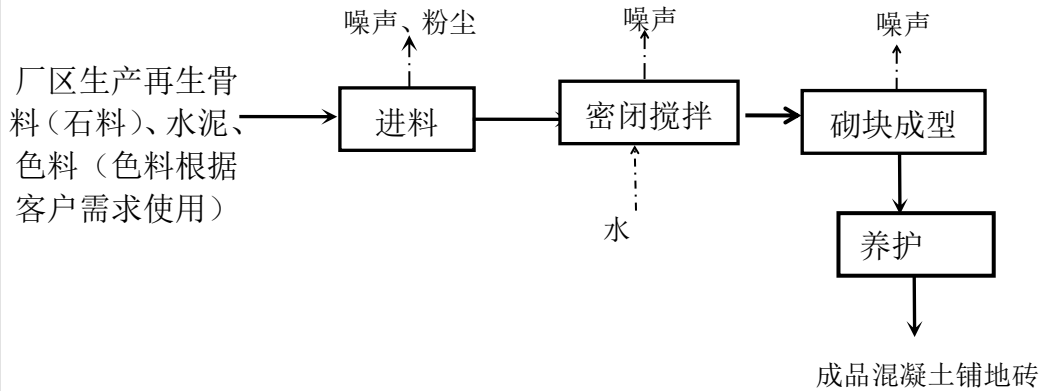 噪声、粉尘
噪声
噪声
厂区生产再生骨
料(石料)、水泥、
色料（色料根据
客户需求使用）
进料
密闭搅拌
砌块成型
水
养护
成品混凝土铺地砖